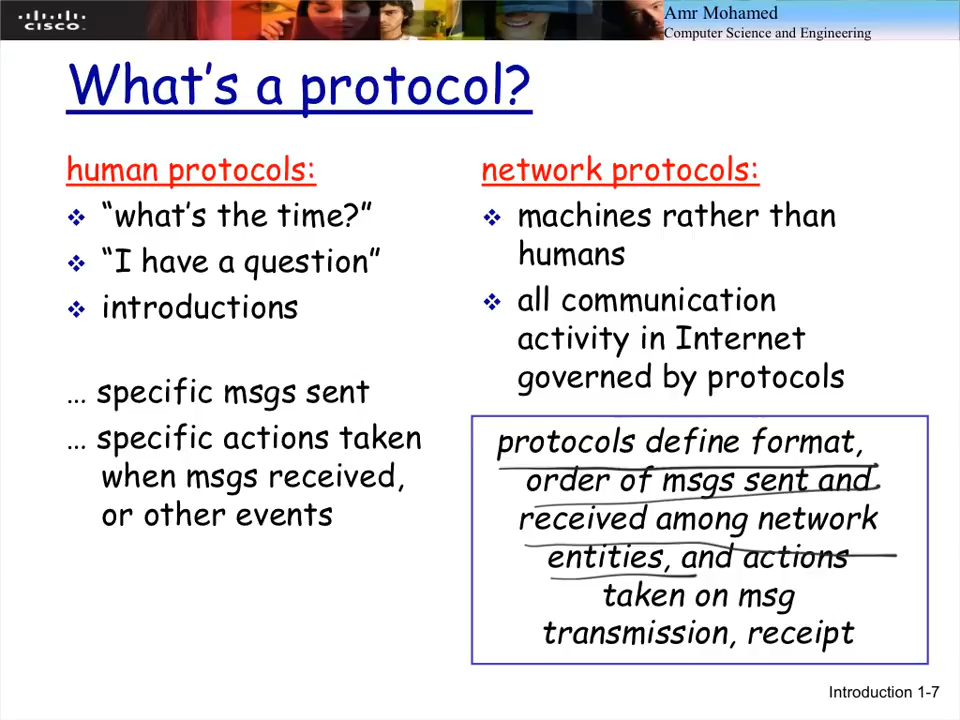 CISCO
Amr Mohamed
Computer Science and Engineering
What's a protocol?
human protocols:
“what's the time?”
“I have a question”
introductions
… specific msgs sent
… specific actions taken
when msgs received,
or other events
network protocols:
machines rather than
humans
all communication
activity in Internet
governed by protocols
protocols define format,
order of msgs sent and
received among network
entities, and actions
taken on msg
transmission, receipt
Introduction 1-7